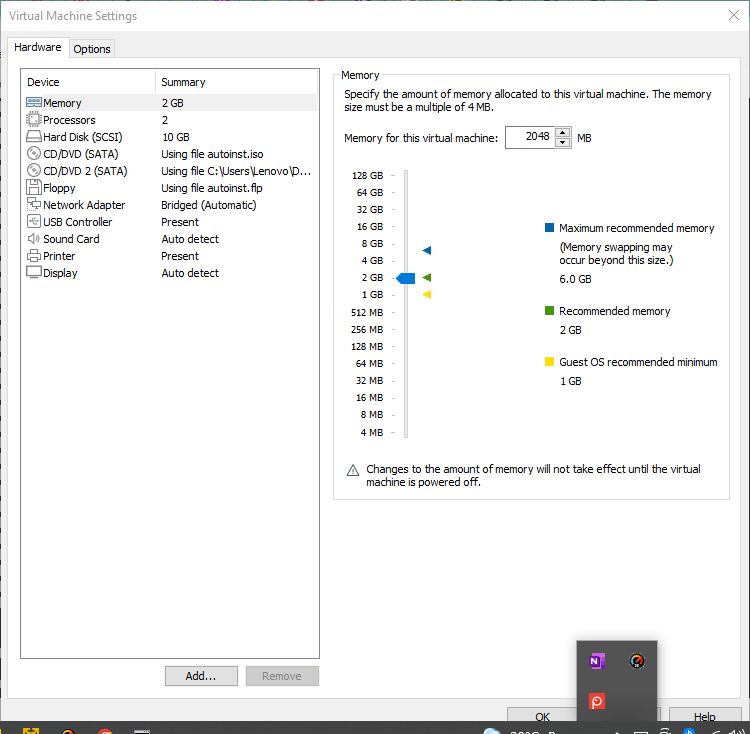 Virtual Machine Settings
Hardware
Options
Device Summary
Memory 2 GB
Processors 2
Hard Disk (SCSI) 10 GB
CD/DVD (SATA) Using file autoinst.iso
CD/DVD 2 (SATA) Using file C:\Users\Lenovo\D...
Floppy Using file autoinst.flp
Network Adapter Bridged (Automatic)
USB Controller Present
Sound Card Auto detect
Printer Present
Display Auto detect
Add...
Remove
Memory
Specify the amount of memory allocated to this virtual machine. The memory
size must be a multiple of 4 MB.
Memory for this virtual machine: 2048 MB
128 GB
64 GB
32 GB
16 GB
8 GB
4 GB
2 GB
1 GB
512 MB
256 MB
128 MB
64 MB
32 MB
16 MB
8 MB
4 MB
Maximum recommended memory
(Memory swapping may
occur beyond this size.)
6.0 GB
Recommended memory
2 GB
Guest OS recommended minimum
1 GB
Changes to the amount of memory will not take effect until the virtual
machine is powered off.
N
OK
Help